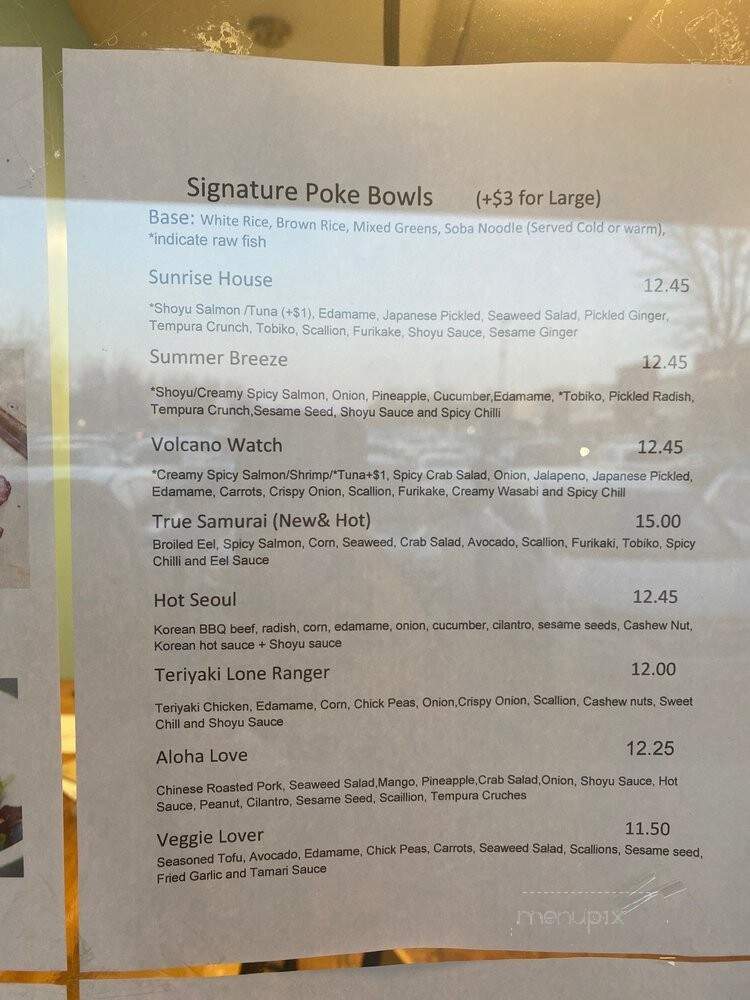 Signature Poke Bowls (+$3 for Large)
Base: White Rice, Brown Rice, Mixed Greens, Soba Noodle (Served Cold or warm),
*indicate raw fish
Sunrise House 12.45
*Shoyu Salmon /Tuna (+$1), Edamame, Japanese Pickled, Seaweed Salad, Pickled Ginger,
Tempura Crunch, Tobiko, Scallion, Furikake, Shoyu Sauce, Sesame Ginger
Summer Breeze 12.45
*Shoyu/Creamy Spicy Salmon, Onion, Pineapple, Cucumber,Edamame, *Tobiko, Pickled Radish,
Tempura Crunch,Sesame Seed, Shoyu Sauce and Spicy Chilli
Volcano Watch 12.45
*Creamy Spicy Salmon/Shrimp/*Tuna+$1, Spicy Crab Salad, Onion, Jalapeno, Japanese Pickled,
Edamame, Carrots, Crispy Onion, Scallion, Furikake, Creamy Wasabi and Spicy Chill
True Samurai (New& Hot) 15.00
Broiled Eel, Spicy Salmon, Corn, Seaweed, Crab Salad, Avocado, Scallion, Furikaki, Tobiko, Spicy
Chilli and Eel Sauce
Hot Seoul 12.45
Korean BBQ beef, radish, corn, edamame, onion, cucumber, cilantro, sesame seeds, Cashew Nut,
Korean hot sauce + Shoyu sauce
Teriyaki Lone Ranger 12.00
Teriyaki Chicken, Edamame, Corn, Chick Peas, Onion,Crispy Onion, Scallion, Cashew nuts, Sweet
Chill and Shoyu Sauce
Aloha Love 12.25
Chinese Roasted Pork, Seaweed Salad,Mango, Pineapple,Crab Salad,Onion, Shoyu Sauce, Hot
Sauce, Peanut, Cilantro, Sesame Seed, Scaillion, Tempura Cruches
Veggie Lover 11.50
Seasoned Tofu, Avocado, Edamame, Chick Peas, Carrots, Seaweed Salad, Scallions, Sesame seed,
Fried Garlic and Tamari Sauce
menupix